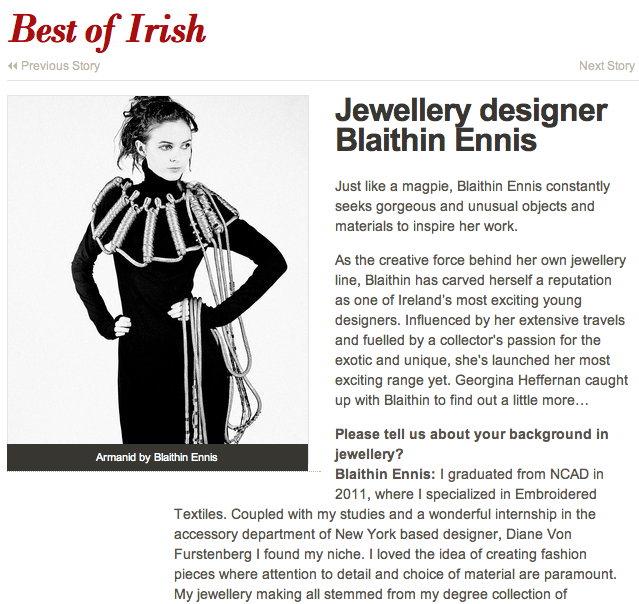 Best of Irish
Previous Story
Next Story
Jewellery designer
Blaithin Ennis
Just like a magpie, Blaithin Ennis constantly
seeks gorgeous and unusual objects and
materials to inspire her work.
As the creative force behind her own jewellery
line, Blaithin has carved herself a reputation
as one of Ireland's most exciting young
designers. Influenced by her extensive travels
and fuelled by a collector's passion for the
exotic and unique, she's launched her most
exciting range yet. Georgina Heffernan caught
up with Blaithin to find out a little more…
Armanid by Blaithin Ennis
Please tell us about your background in
jewellery?
Blaithin Ennis: I graduated from NCAD in
2011, where I specialized in Embroidered
Textiles. Coupled with my studies and a wonderful internship in the
accessory department of New York based designer, Diane Von
Furstenberg I found my niche. I loved the idea of creating fashion
pieces where attention to detail and choice of material are paramount.
My jewellery making all stemmed from my degree collection of